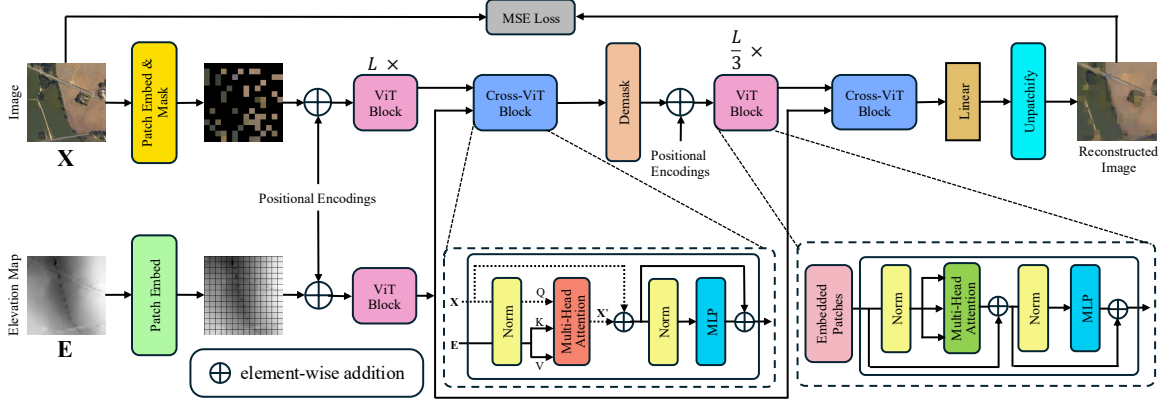 MSE Loss
Image
X
Patch Embed &
Mask
L ×
ViT
Block
Cross-ViT
Block
Demask
Positional
Encodings
L/3 ×
ViT
Block
Cross-ViT
Block
Linear
Unpatchify
Reconstructed
Image
Positional Encodings
Elevation Map
E
Patch Embed
ViT
Block
element-wise addition
X
E
Norm
Q
K
V
Multi-Head
Attention
X'
Norm
MLP
Embedded
Patches
Norm
Multi-Head
Attention
Norm
MLP